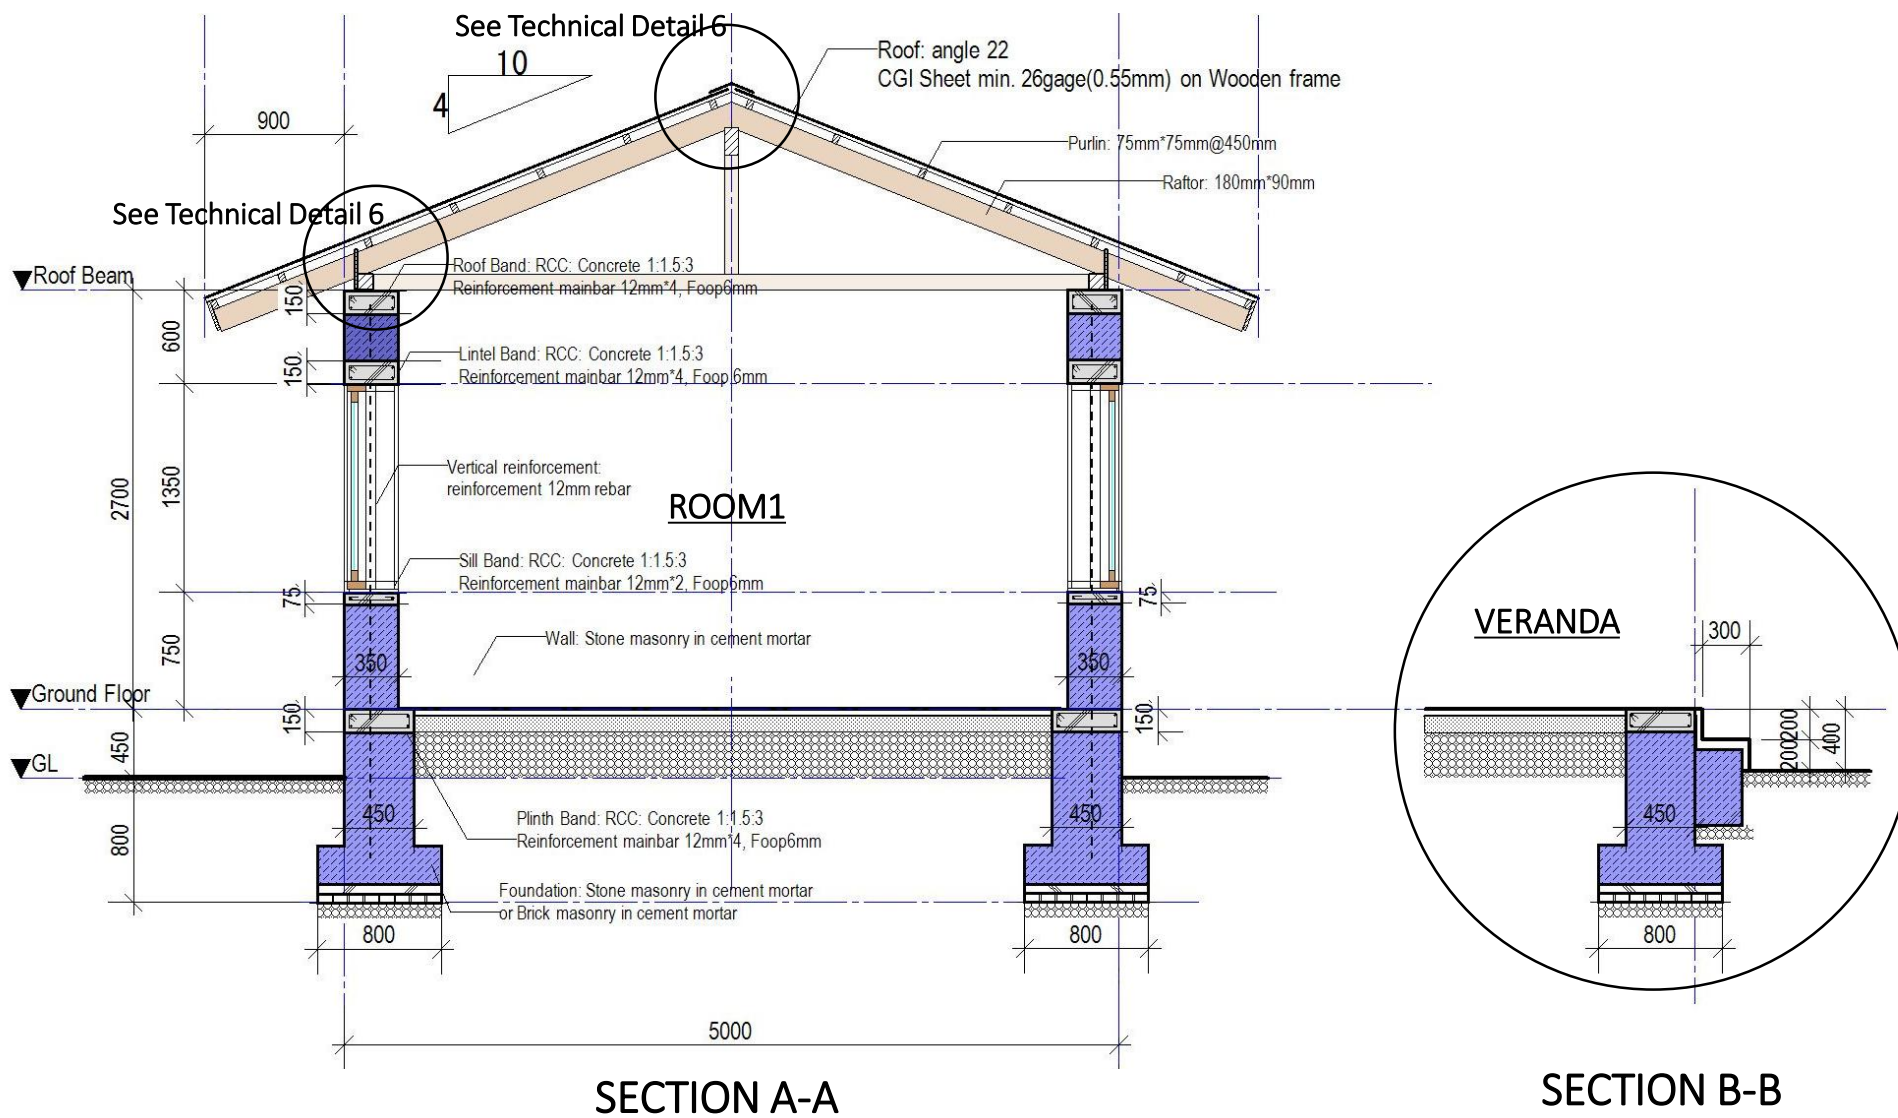 See Technical Detail 6
10
4
Roof: angle 22
CGI Sheet min. 26gage(0.55mm) on Wooden frame
900
Purlin: 75mm*75mm@450mm
Raftor: 180mm*90mm
See Technical Detail 6
Roof Beam
Roof Band: RCC: Concrete 1:1.5:3
Reinforcement mainbar 12mm*4, Foop6mm
150
600
Lintel Band: RCC: Concrete 1:1.5:3
Reinforcement mainbar 12mm*4, Foop 6mm
150
Vertical reinforcement:
reinforcement 12mm rebar
2700
1350
ROOM1
Sill Band: RCC: Concrete 1:1.5:3
Reinforcement mainbar 12mm*2, Foop6mm
75
75
Wall: Stone masonry in cement mortar
750
350
350
VERANDA
300
Ground Floor
150
150
450
200
200
400
GL
450
450
450
Plinth Band: RCC: Concrete 1:1.5:3
Reinforcement mainbar 12mm*4, Foop6mm
800
Foundation: Stone masonry in cement mortar
or Brick masonry in cement mortar
800
800
800
5000
SECTION A-A
SECTION B-B